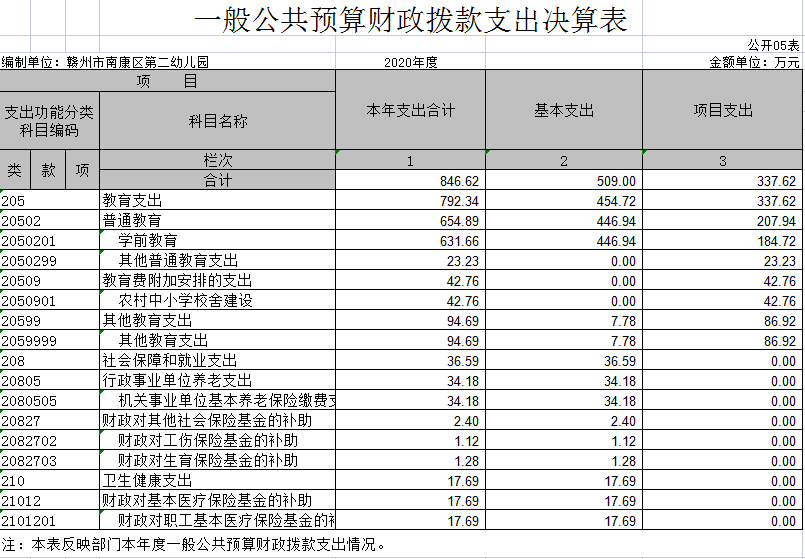 一般公共预算财政拨款支出决算表
公开05表
编制单位：赣州市南康区第二幼儿园 2020年度 金额单位：万元
项 目 本年支出合计 基本支出 项目支出
支出功能分类科目编码 科目名称
类 款 项 栏次 1 2 3
合计 846.62 509.00 337.62
205 教育支出 792.34 454.72 337.62
20502 普通教育 654.89 446.94 207.94
2050201 学前教育 631.66 446.94 184.72
2050299 其他普通教育支出 23.23 0.00 23.23
20509 教育费附加安排的支出 42.76 0.00 42.76
2050901 农村中小学校舍建设 42.76 0.00 42.76
20599 其他教育支出 94.69 7.78 86.92
2059999 其他教育支出 94.69 7.78 86.92
208 社会保障和就业支出 36.59 36.59 0.00
20805 行政事业单位养老支出 34.18 34.18 0.00
2080505 机关事业单位基本养老保险缴费 34.18 34.18 0.00
20827 财政对其他社会保险基金的补助 2.40 2.40 0.00
2082702 财政对工伤保险基金的补助 1.12 1.12 0.00
2082703 财政对生育保险基金的补助 1.28 1.28 0.00
210 卫生健康支出 17.69 17.69 0.00
21012 财政对基本医疗保险基金的补助 17.69 17.69 0.00
2101201 财政对职工基本医疗保险基金的 17.69 17.69 0.00
注：本表反映部门本年度一般公共预算财政拨款支出情况。